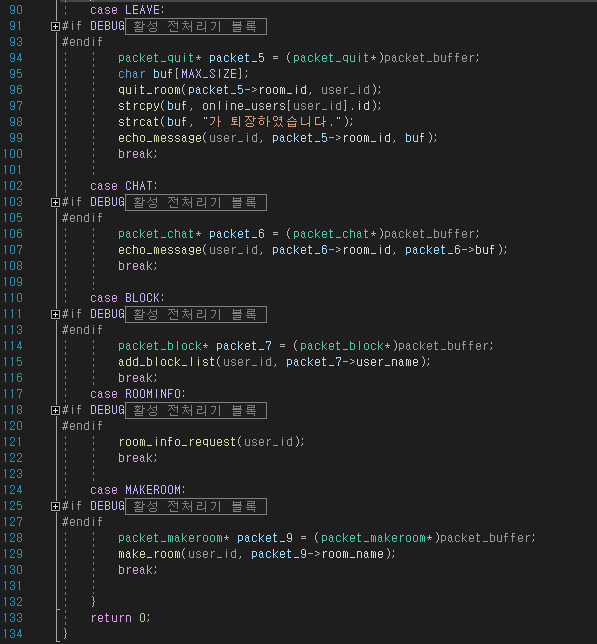 90 case LEAVE:
91 #if DEBUG 활성 전처리기 블록
93 #endif
94 packet_quit* packet_5 = (packet_quit*)packet_buffer;
95 char buf[MAX_SIZE];
96 quit_room(packet_5->room_id, user_id);
97 strcpy(buf, online_users[user_id].id);
98 strcat(buf, "가 퇴장하였습니다.");
99 echo_message(user_id, packet_5->room_id, buf);
100 break;
101
102 case CHAT:
103 #if DEBUG 활성 전처리기 블록
105 #endif
106 packet_chat* packet_6 = (packet_chat*)packet_buffer;
107 echo_message(user_id, packet_6->room_id, packet_6->buf);
108 break;
109
110 case BLOCK:
111 #if DEBUG 활성 전처리기 블록
113 #endif
114 packet_block* packet_7 = (packet_block*)packet_buffer;
115 add_block_list(user_id, packet_7->user_name);
116 break;
117 case ROOMINFO:
118 #if DEBUG 활성 전처리기 블록
120 #endif
121 room_info_request(user_id);
122 break;
123
124 case MAKEROOM:
125 #if DEBUG 활성 전처리기 블록
127 #endif
128 packet_makeroom* packet_9 = (packet_makeroom*)packet_buffer;
129 make_room(user_id, packet_9->room_name);
130 break;
131
132 }
133 return 0;
134 }